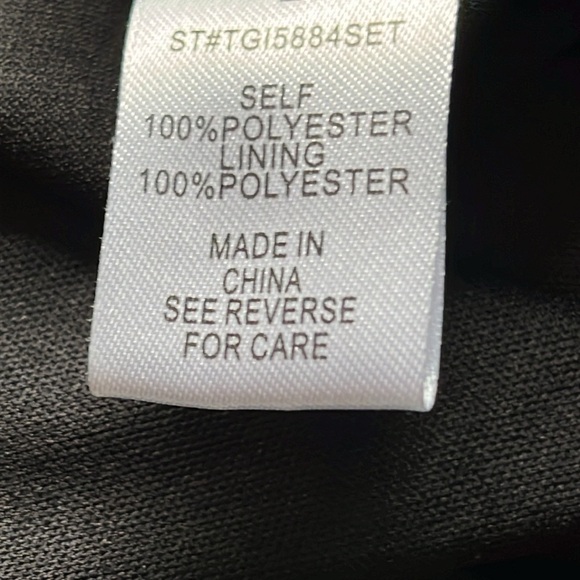 ST#TGI5884SET
SELF
100%POLYESTER
LINING
100%POLYESTER
MADE IN
CHINA
SEE REVERSE
FOR CARE